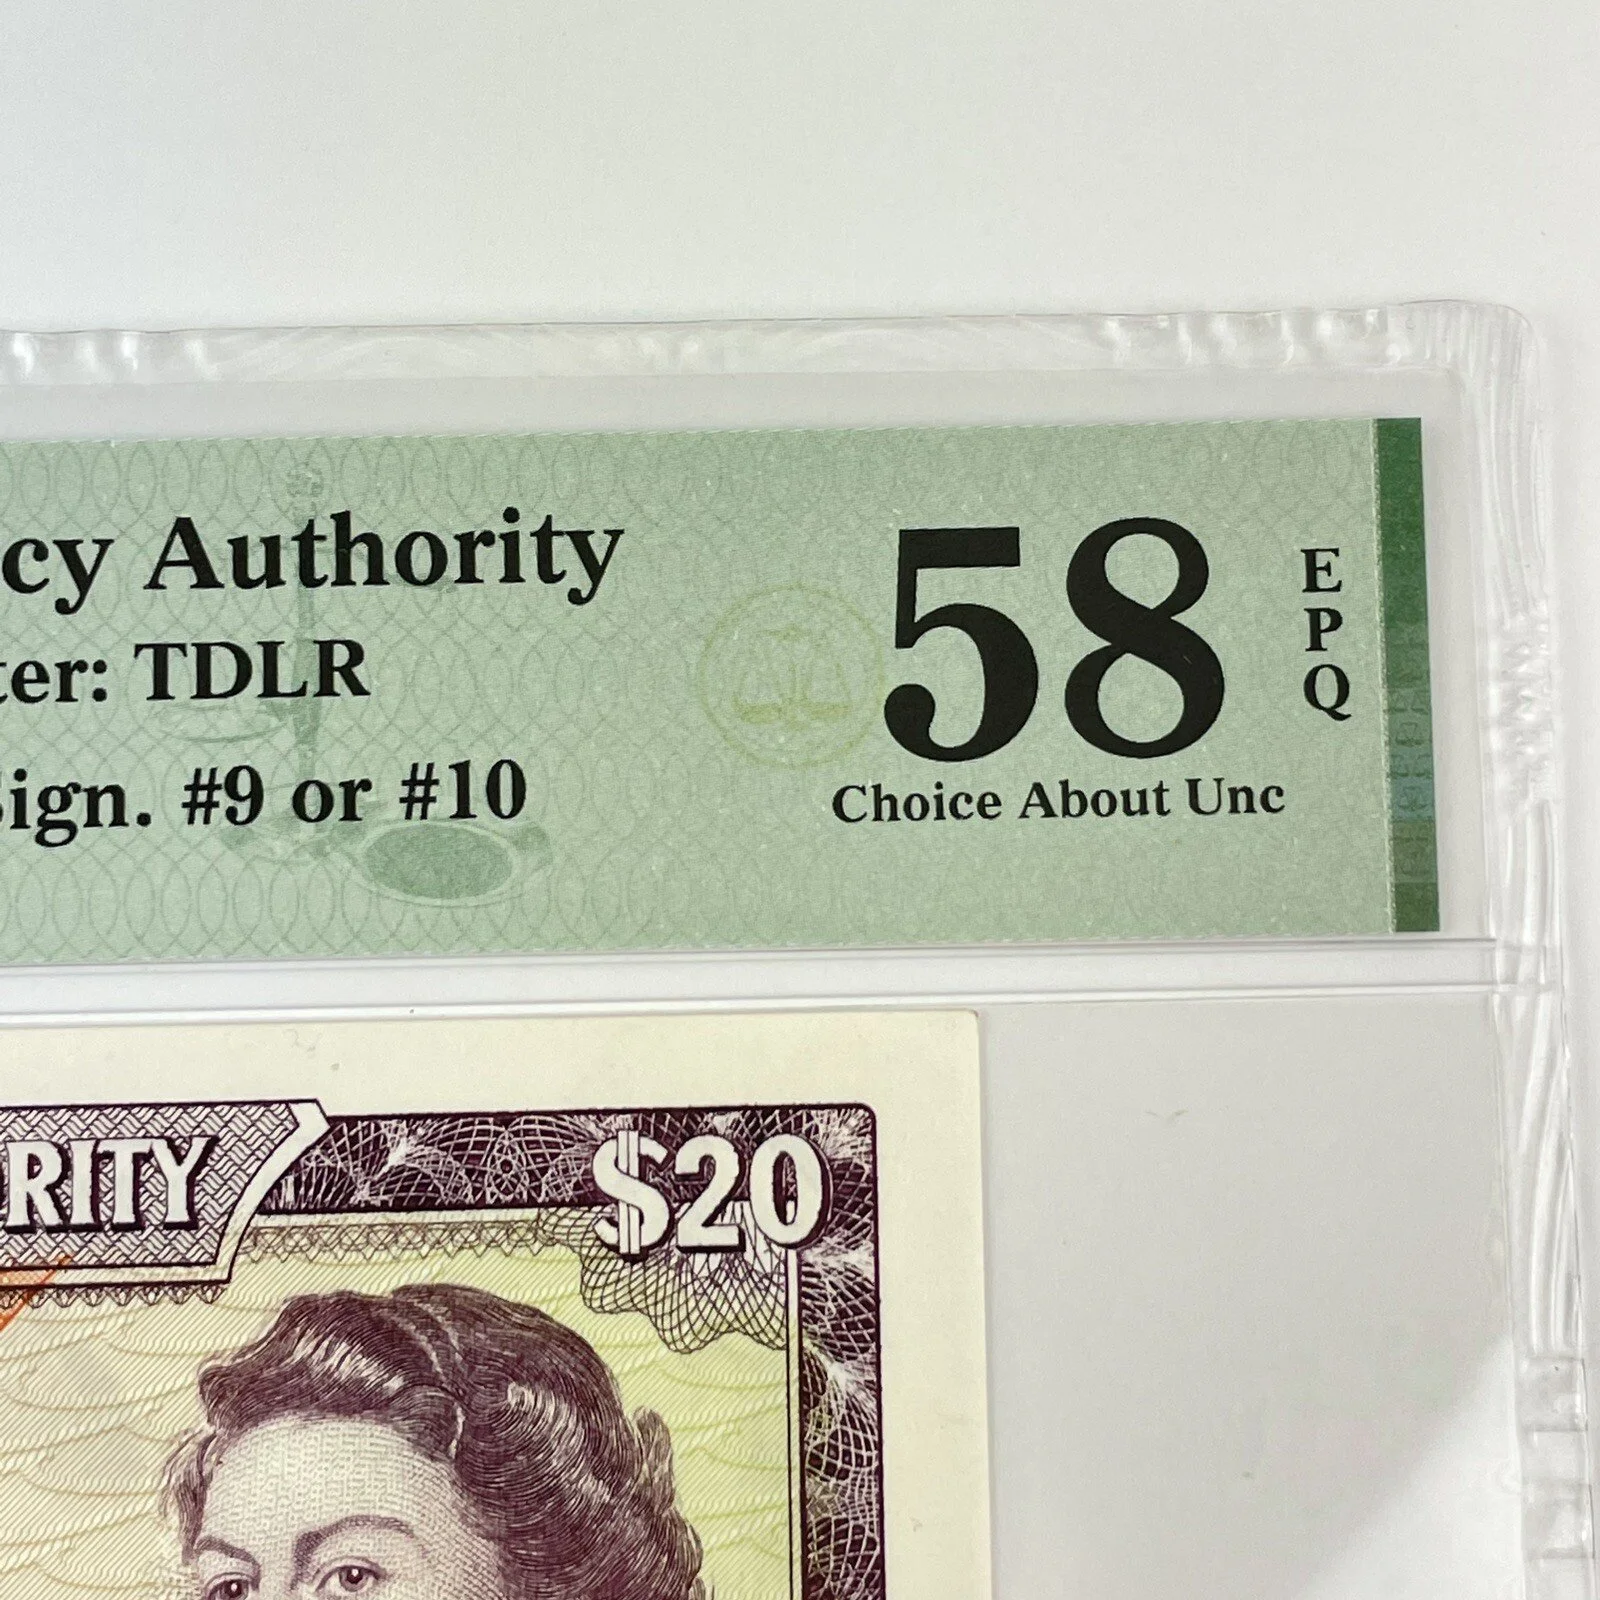 cy Authority
ter: TDLR
Sign. #9 or #10
58
EPQ
Choice About Unc
RITY
$20